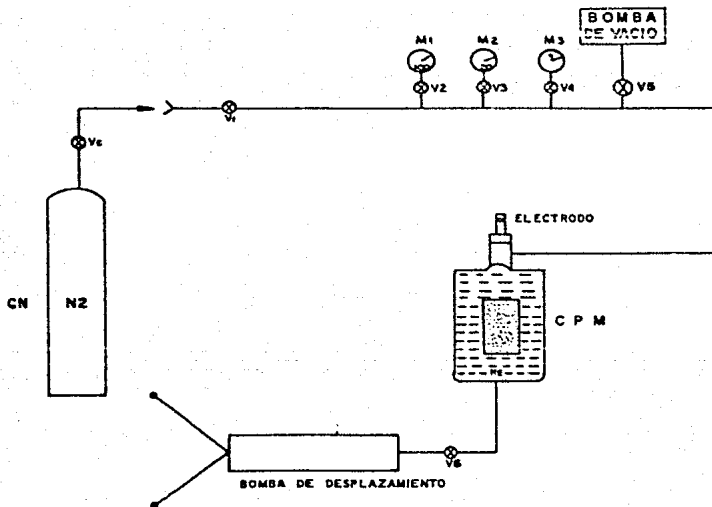 BOMBA
DE VACIO
M1
M2
M3
V2
V3
V4
V5
V1
Vc
ELECTRODO
CN
N2
C P M
Hg
V6
BOMBA DE DESPLAZAMIENTO